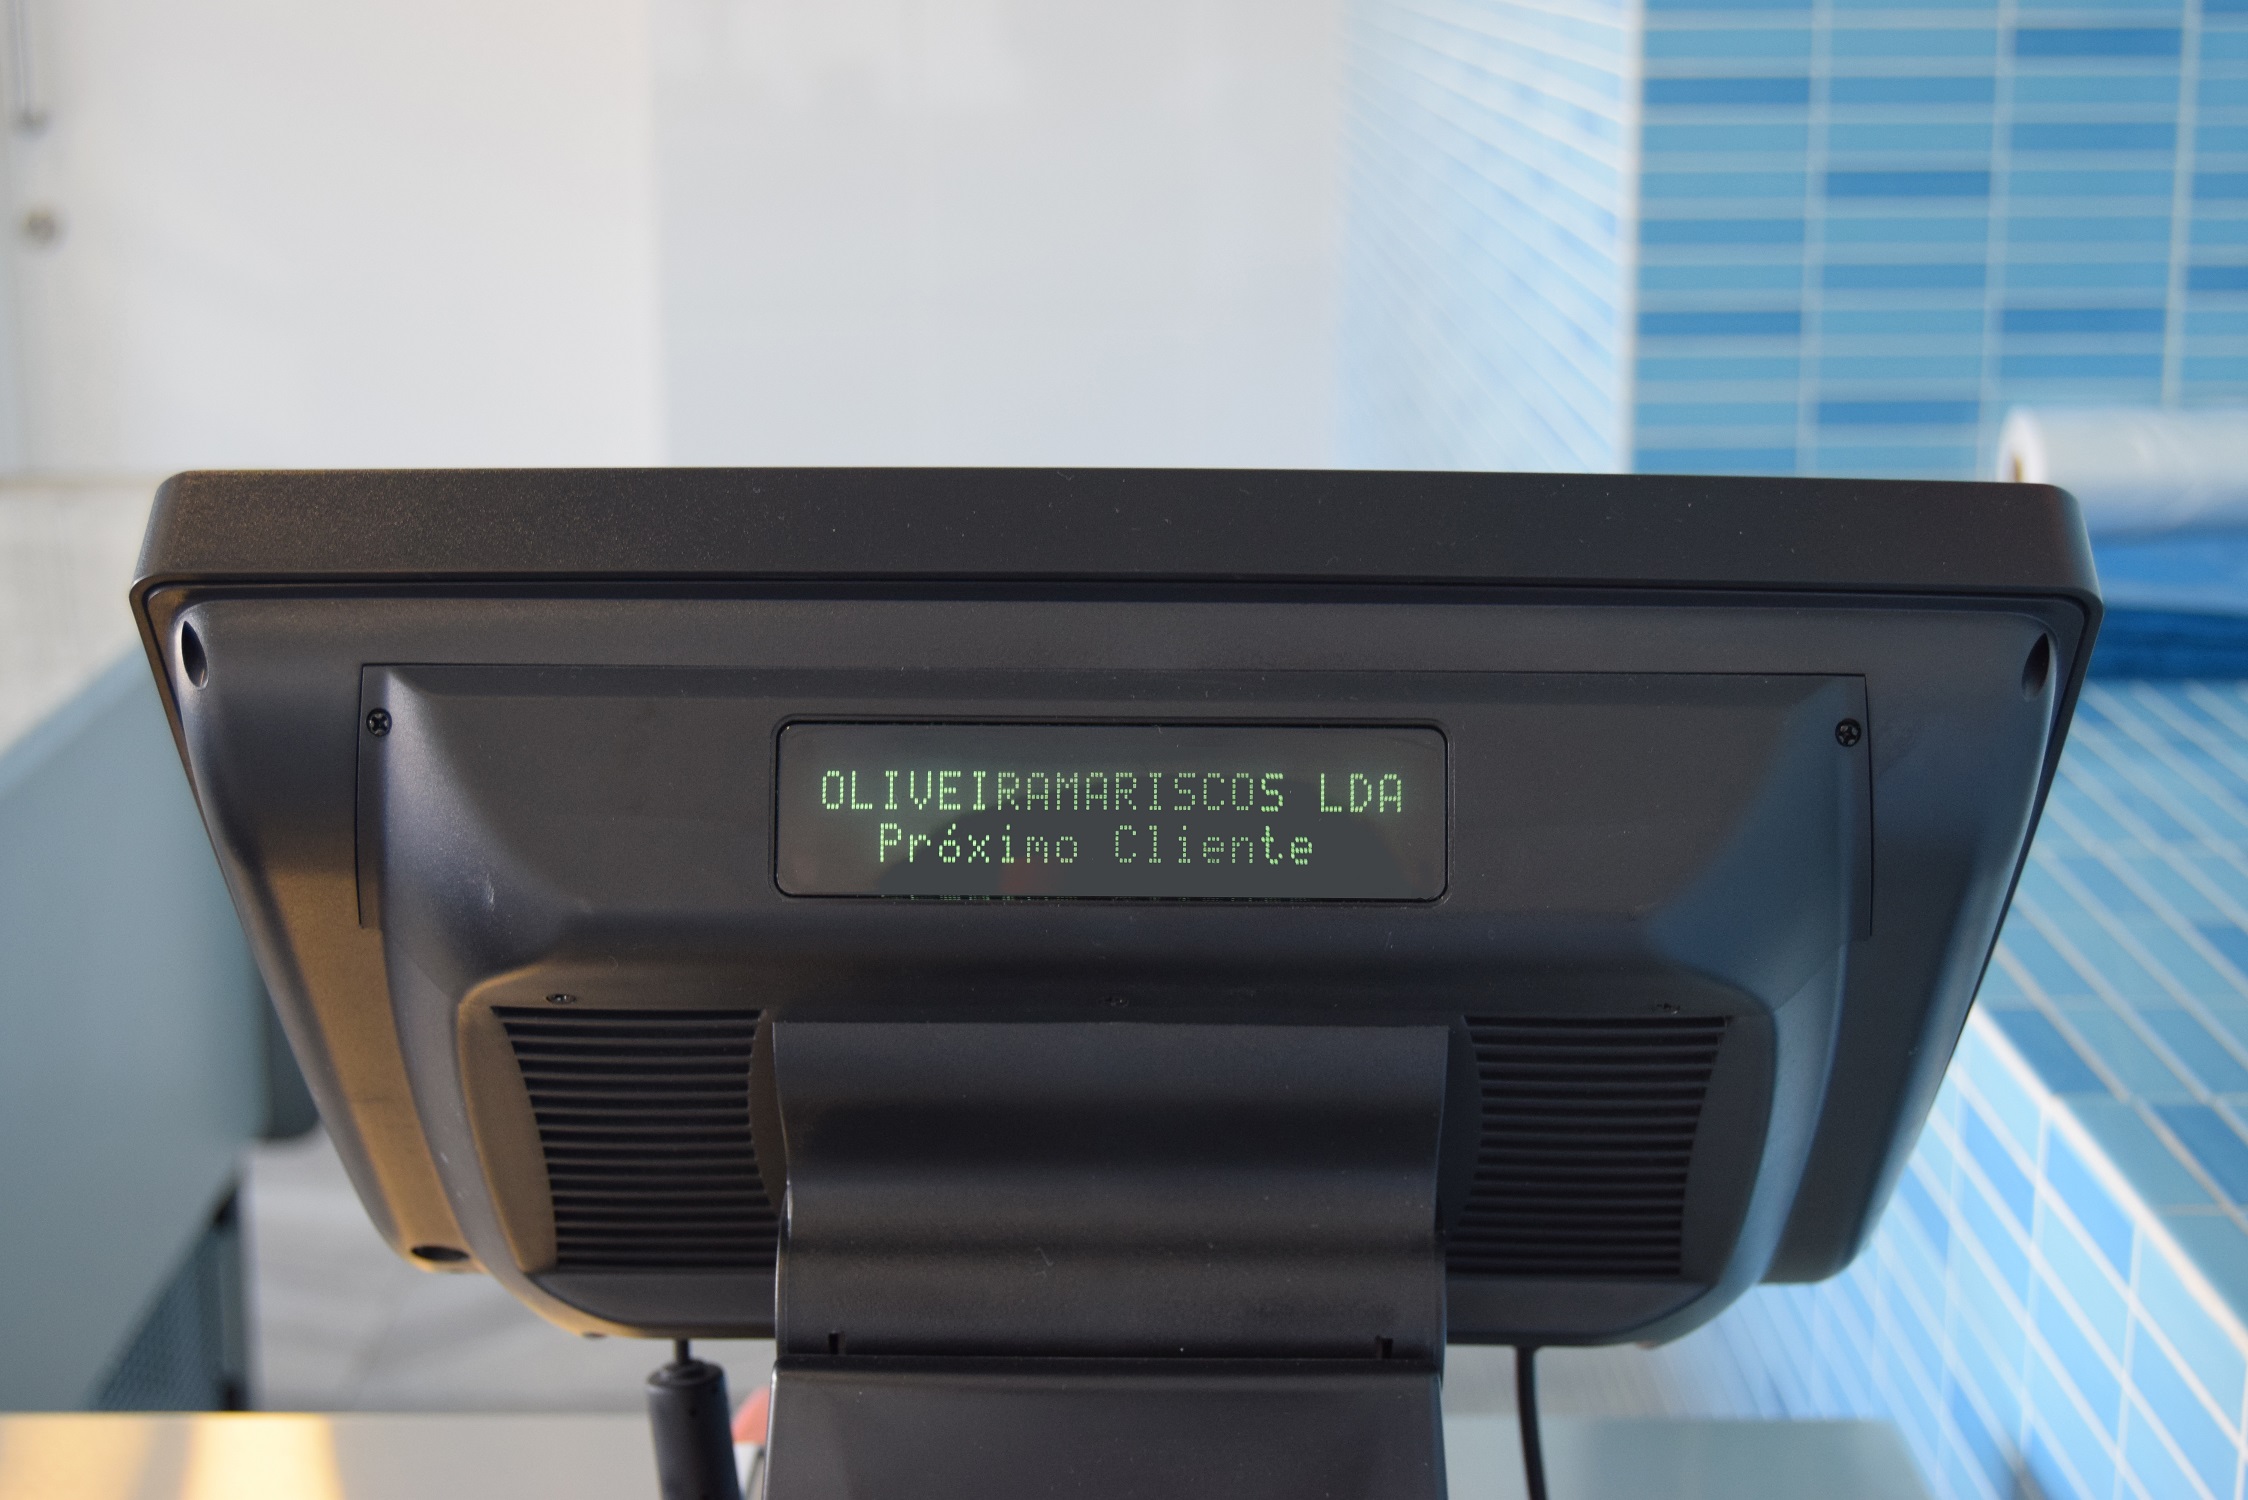 OLIVEIRAMARISCOS LDA
Próximo Cliente